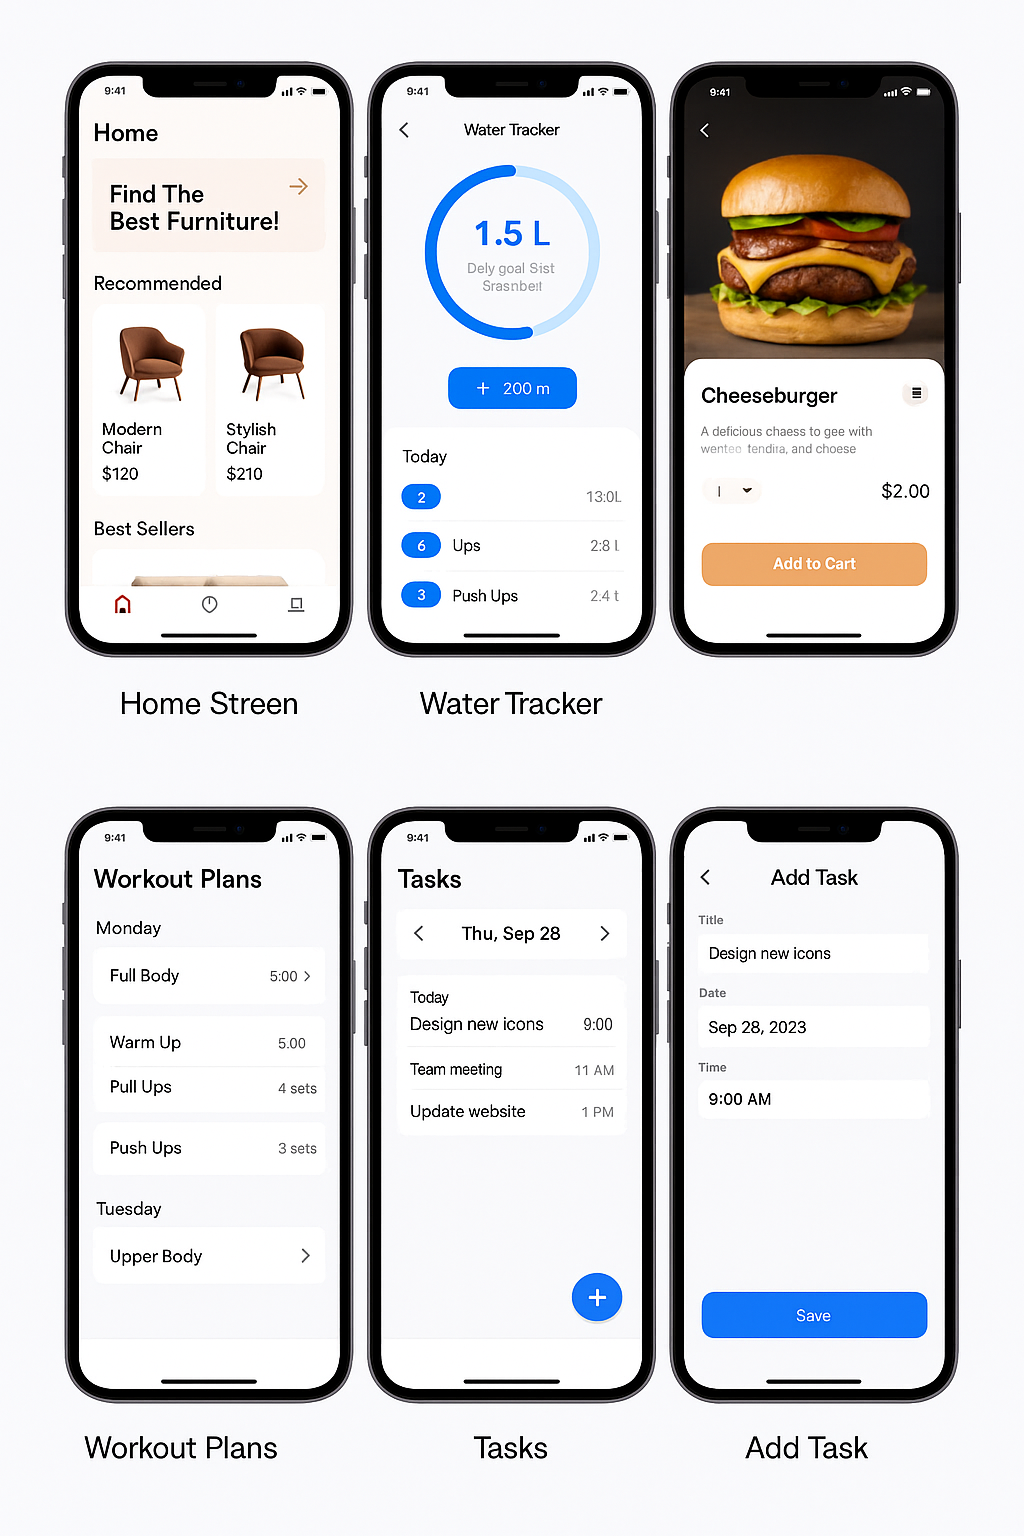 9:41
Home
Find The
Best Furniture!
Recommended
Modern
Chair
$120
Stylish
Chair
$210
Best Sellers
Home Streen
9:41
Water Tracker
1.5 L
Dely goal Sist
+ 200 m
Today
2 13:0L
6 Ups 2:8 l
3 Push Ups 2.4 t
Water Tracker
9:41
Cheeseburger
A deficious chaess to gee with
wenteo tendira, and choese
$2.00
Add to Cart
9:41
Workout Plans
Monday
Full Body 5:00
Warm Up 5.00
Pull Ups 4 sets
Push Ups 3 sets
Tuesday
Upper Body
Workout Plans
9:41
Tasks
Thu, Sep 28
Today
Design new icons 9:00
Team meeting 11 AM
Update website 1 PM
Tasks
Add Task
Title
Design new icons
Date
Sep 28, 2023
Time
9:00 AM
Save
Add Task